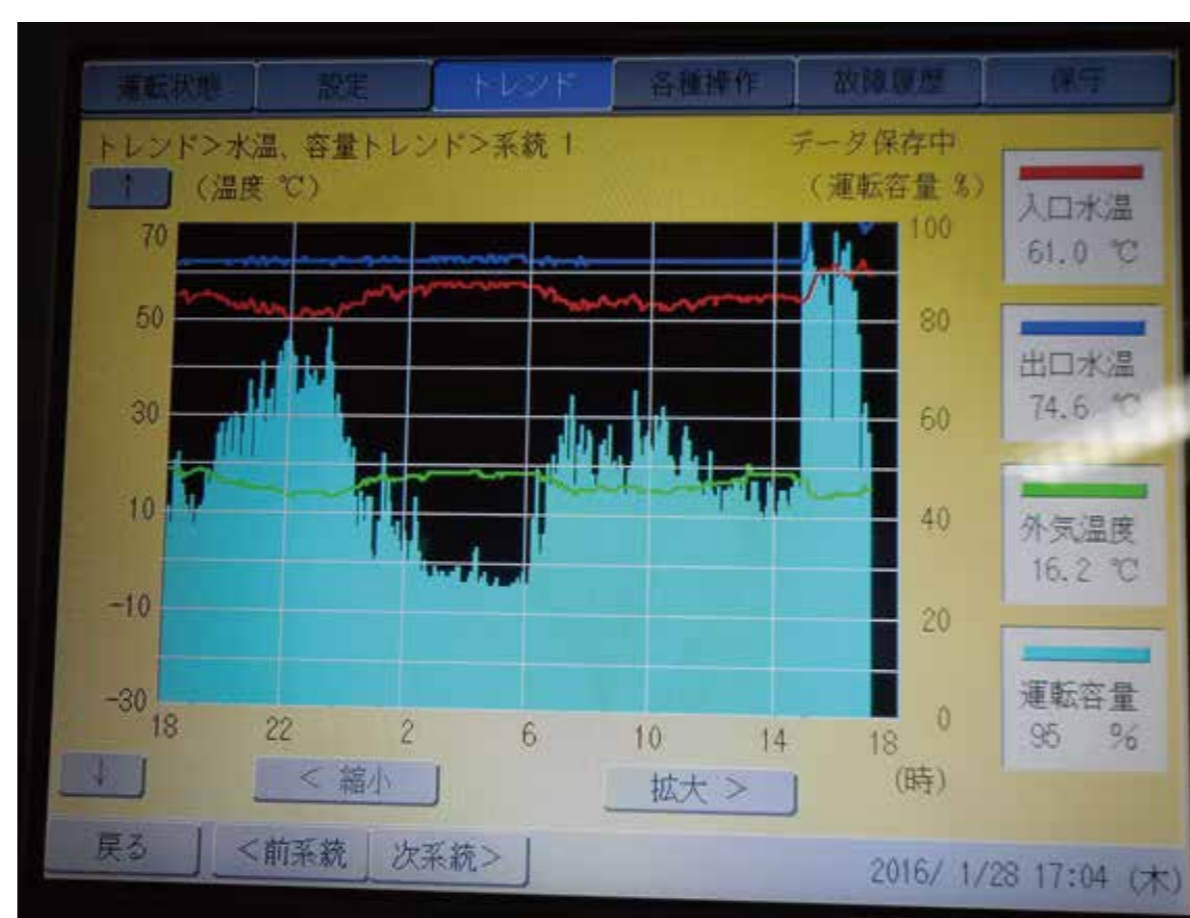 運転状態 設定 トレンド 各種操作 故障履歴 保守
トレンド>水温、容量トレンド>系統 1 データ保存中
↑ (温度 ℃) (運転容量 %)
70 100
50 80
30 60
10 40
-10 20
-30 0
18 22 2 6 10 14 18
(時)
入口水温
61.0 ℃
出口水温
74.6 ℃
外気温度
16.2 ℃
運転容量
95 %
↓ < 縮小 拡大 >
戻る <前系統 次系統>
2016/ 1/28 17:04 (木)